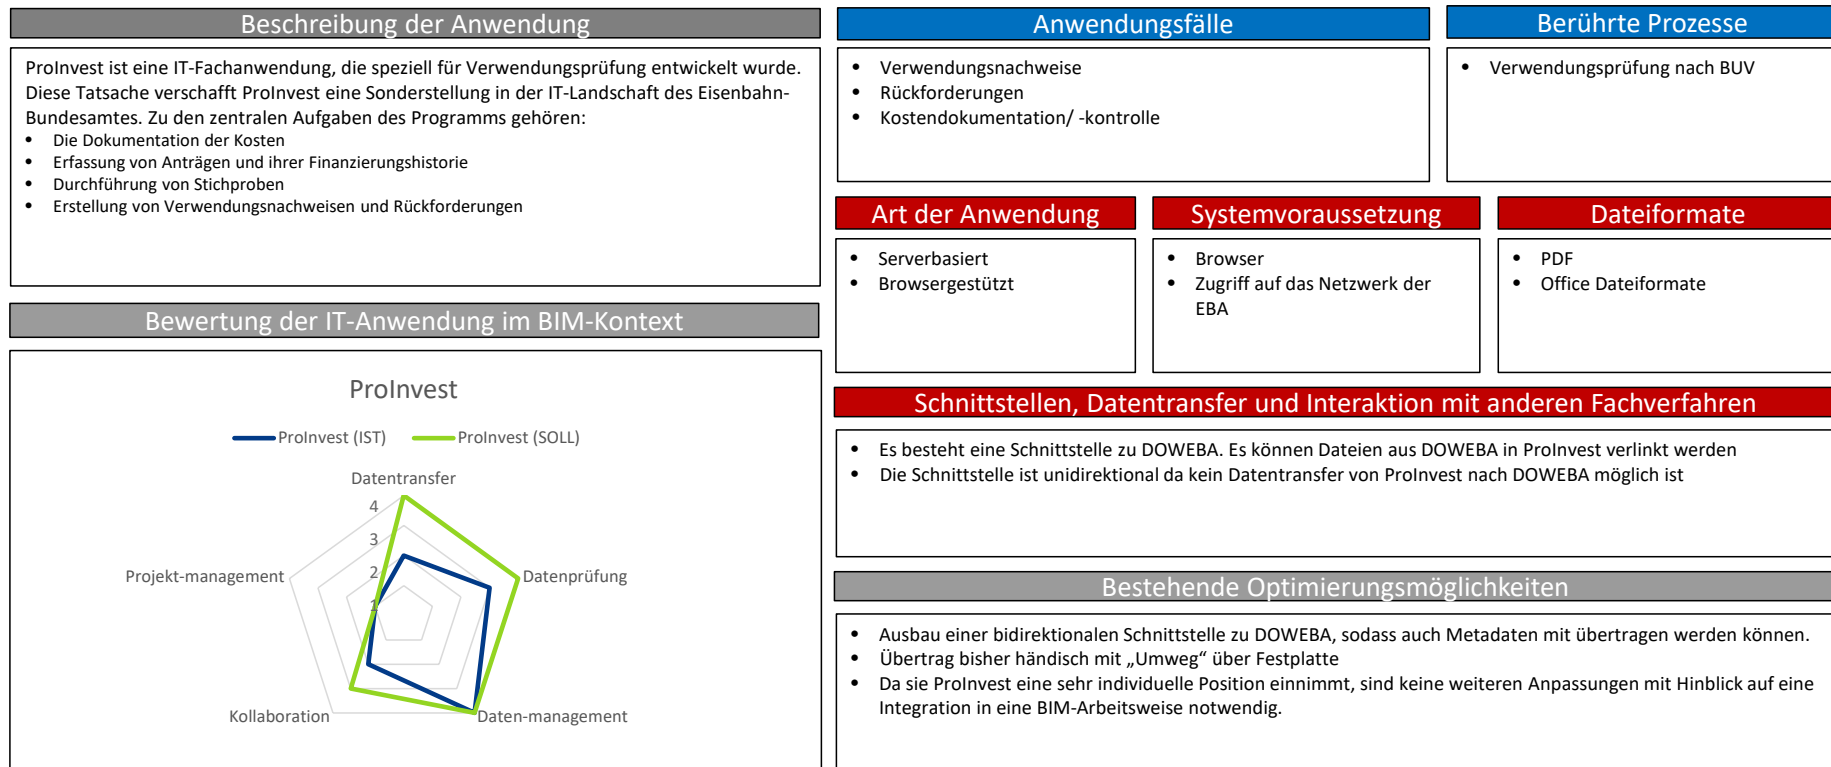 Beschreibung der Anwendung
ProInvest ist eine IT-Fachanwendung, die speziell für Verwendungsprüfung entwickelt wurde.
Diese Tatsache verschafft ProInvest eine Sonderstellung in der IT-Landschaft des Eisenbahn-
Bundesamtes. Zu den zentralen Aufgaben des Programms gehören:
• Die Dokumentation der Kosten
• Erfassung von Anträgen und ihrer Finanzierungshistorie
• Durchführung von Stichproben
• Erstellung von Verwendungsnachweisen und Rückforderungen
Bewertung der IT-Anwendung im BIM-Kontext
ProInvest
ProInvest (IST)
ProInvest (SOLL)
Datentransfer
4
3
2
1
Projekt-management
Datenprüfung
Kollaboration
Daten-management
Anwendungsfälle
• Verwendungsnachweise
• Rückforderungen
• Kostendokumentation/ -kontrolle
Berührte Prozesse
• Verwendungsprüfung nach BUV
Art der Anwendung
• Serverbasiert
• Browsergestützt
Systemvoraussetzung
• Browser
• Zugriff auf das Netzwerk der
EBA
Dateiformate
• PDF
• Office Dateiformate
Schnittstellen, Datentransfer und Interaktion mit anderen Fachverfahren
• Es besteht eine Schnittstelle zu DOWEBA. Es können Dateien aus DOWEBA in ProInvest verlinkt werden
• Die Schnittstelle ist unidirektional da kein Datentransfer von ProInvest nach DOWEBA möglich ist
Bestehende Optimierungsmöglichkeiten
• Ausbau einer bidirektionalen Schnittstelle zu DOWEBA, sodass auch Metadaten mit übertragen werden können.
• Übertrag bisher händisch mit „Umweg“ über Festplatte
• Da sie ProInvest eine sehr individuelle Position einnimmt, sind keine weiteren Anpassungen mit Hinblick auf eine
Integration in eine BIM-Arbeitsweise notwendig.